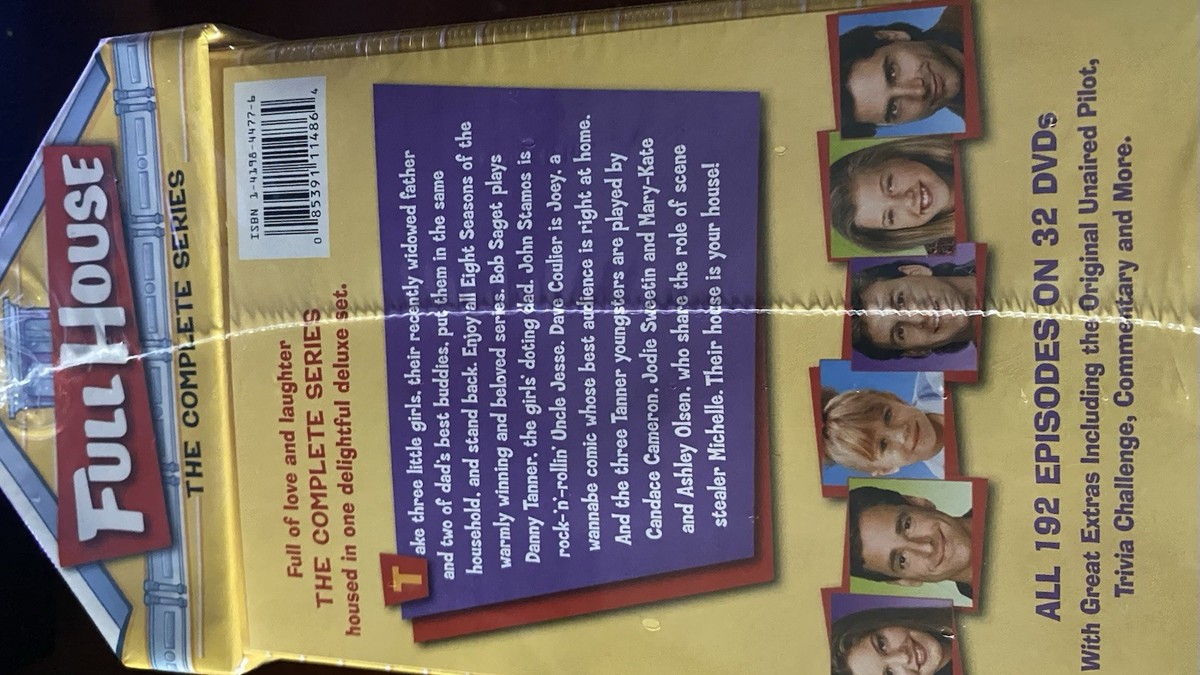 FULL HOUSE
THE COMPLETE SERIES
Full of love and laughter
THE COMPLETE SERIES
housed in one delightful deluxe set.
ISBN 1-4198-4477-6
0 85391 11486 4
Take three little girls, their recently widowed father
and two of dad's best buddies, put them in the same
household, and stand back. Enjoy all Eight Seasons of the
warmly winning and beloved series. Bob Saget plays
Danny Tanner, the girls' doting dad. John Stamos is
rock-'n'-rollin' Uncle Jesse. Dave Coulier is Joey, a
wannabe comic whose best audience is right at home.
And the three Tanner youngsters are played by
Candace Cameron, Jodie Sweetin and Mary-Kate
and Ashley Olsen, who share the role of scene
stealer Michelle. Their house is your house!
ALL 192 EPISODES ON 32 DVDs
With Great Extras Including the Original Unaired Pilot,
Trivia Challenge, Commentary and More.